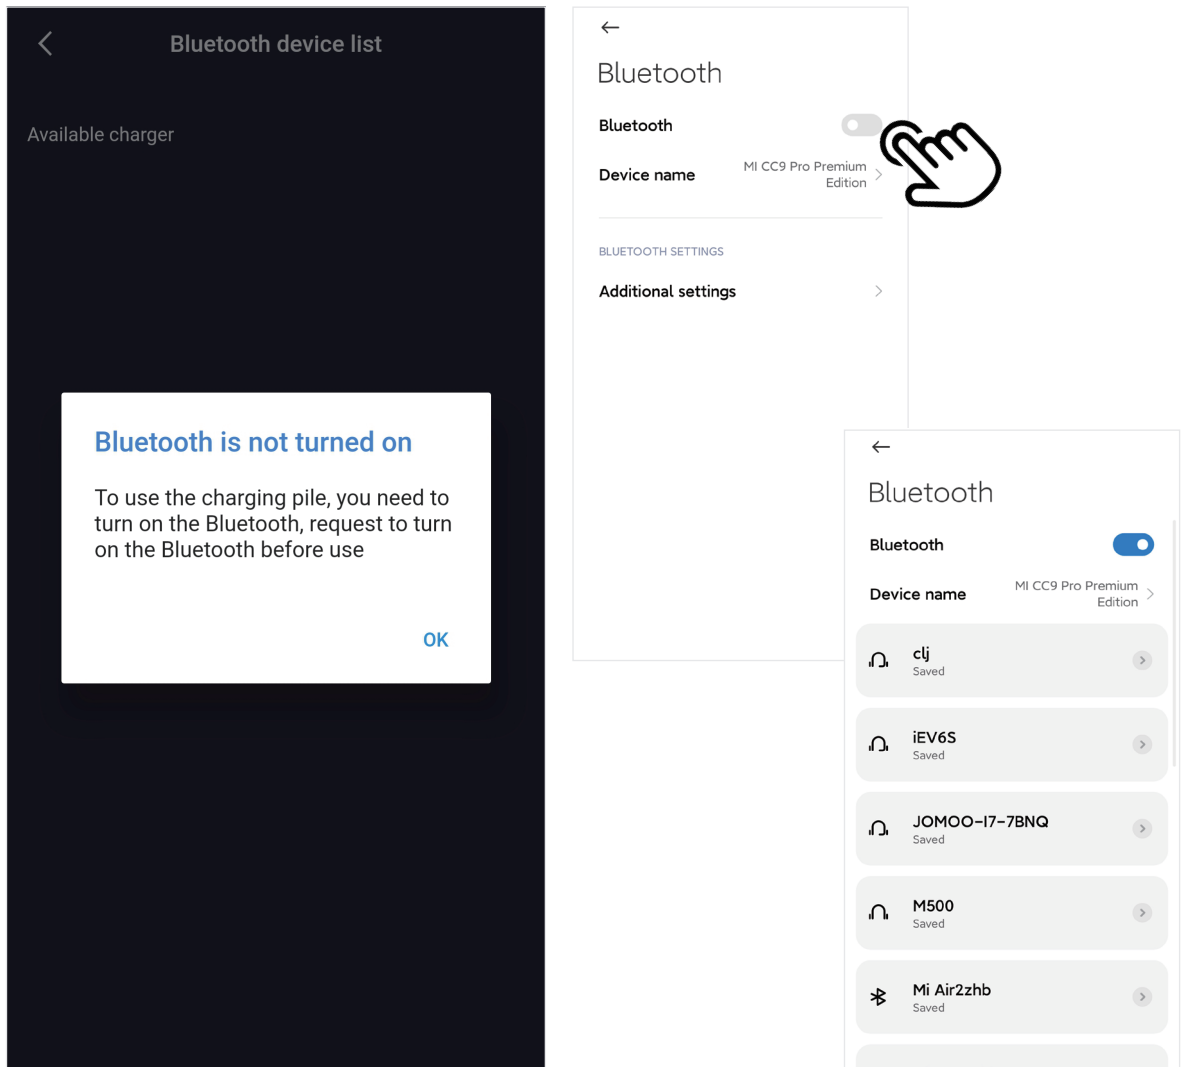 Bluetooth device list
Available charger
Bluetooth is not turned on
To use the charging pile, you need to
turn on the Bluetooth, request to turn
on the Bluetooth before use
OK
Bluetooth
Bluetooth
Device name
MI CC9 Pro Premium
Edition
BLUETOOTH SETTINGS
Additional settings
Bluetooth
Bluetooth
Device name
MI CC9 Pro Premium
Edition
clj
Saved
iEV6S
Saved
JOMOO-I7-7BNQ
Saved
M500
Saved
Mi Air2zhb
Saved